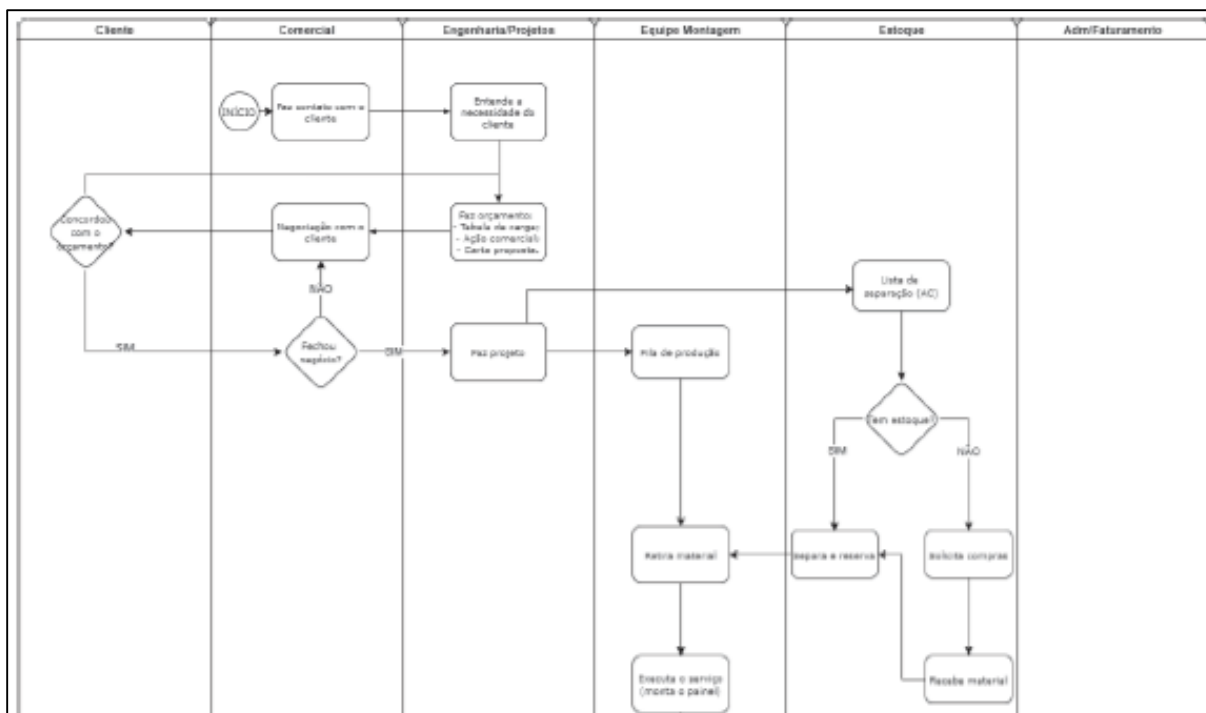 Cliente
Comercial
Engenharia/Projetos
Equipe Montagem
Estoque
Adm/Faturamento
INÍCIO
Faz contato com o
cliente
Entende a
necessidade do
cliente
Concordou
com o
orçamento?
Negociação com o
cliente
Faz orçamento:
- Tabela de cargas;
- Ação comercial;
- Carta proposta.
Lista de
separação (AC)
NÃO
SIM
Fechou
negócio?
SIM
Faz projeto
Fila de produção
Tem estoque?
SIM
NÃO
Retira material
Separa e reserva
Solicita compras
Executa o serviço
(monta o painel)
Recebe material